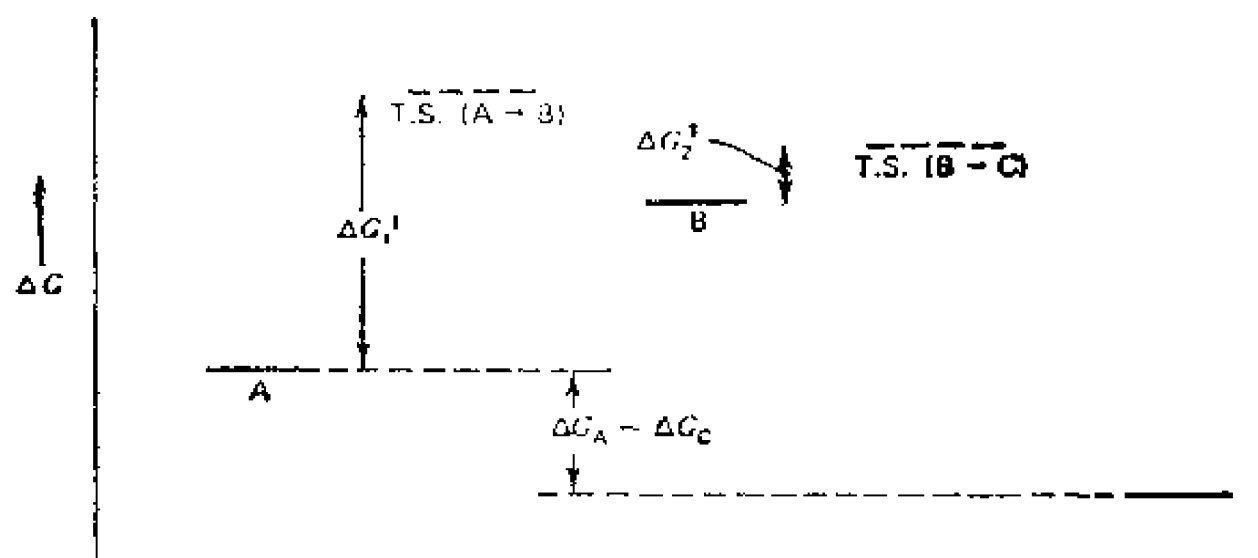 T.S. (A → B)
ΔG₂‡
T.S. (B → C)
B
ΔG₁‡
ΔG
A
ΔG_A − ΔG_C